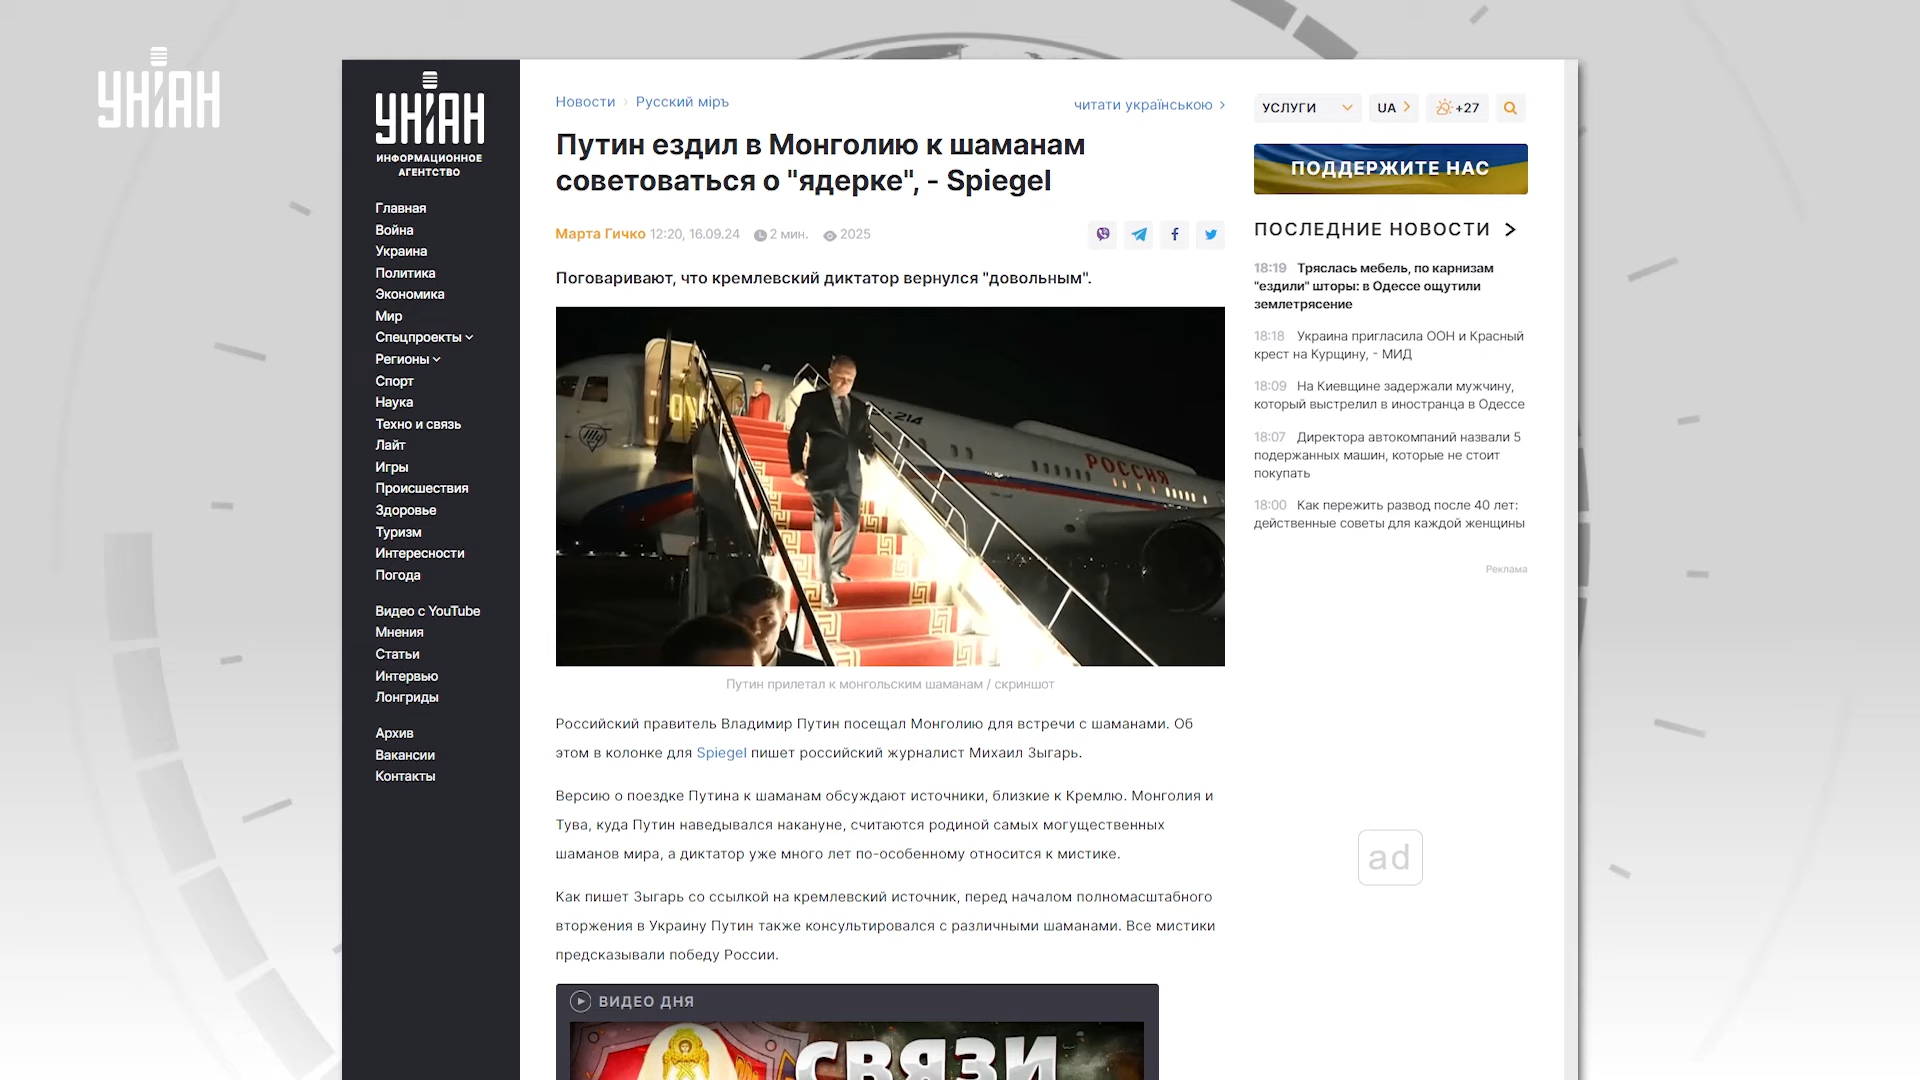 УНІАН
УНІАН
ИНФОРМАЦИОННОЕ
АГЕНТСТВО
Главная
Война
Украина
Политика
Экономика
Мир
Спецпроекты
Регионы
Спорт
Наука
Техно и связь
Лайт
Игры
Происшествия
Здоровье
Туризм
Интересности
Погода
Видео с YouTube
Мнения
Статьи
Интервью
Лонгриды
Архив
Вакансии
Контакты
Новости › Русский міръ
читати українською
Путин ездил в Монголию к шаманам
советоваться о "ядерке", - Spiegel
Марта Гичко 12:20, 16.09.24 2 мин. 2025
Поговаривают, что кремлевский диктатор вернулся "довольным".
214
Ту
РОССИЯ
Путин прилетал к монгольским шаманам / скриншот
Российский правитель Владимир Путин посещал Монголию для встречи с шаманами. Об
этом в колонке для Spiegel пишет российский журналист Михаил Зыгарь.
Версию о поездке Путина к шаманам обсуждают источники, близкие к Кремлю. Монголия и
Тува, куда Путин наведывался накануне, считаются родиной самых могущественных
шаманов мира, а диктатор уже много лет по-особенному относится к мистике.
Как пишет Зыгарь со ссылкой на кремлевский источник, перед началом полномасштабного
вторжения в Украину Путин также консультировался с различными шаманами. Все мистики
предсказывали победу России.
ВИДЕО ДНЯ
СВЯЗИ
УСЛУГИ
UA
+27
ПОДДЕРЖИТЕ НАС
ПОСЛЕДНИЕ НОВОСТИ
18:19 Тряслась мебель, по карнизам
"ездили" шторы: в Одессе ощутили
землетрясение
18:18 Украина пригласила ООН и Красный
крест на Курщину, - МИД
18:09 На Киевщине задержали мужчину,
который выстрелил в иностранца в Одессе
18:07 Директора автокомпаний назвали 5
подержанных машин, которые не стоит
покупать
18:00 Как пережить развод после 40 лет:
действенные советы для каждой женщины
Реклама
ad